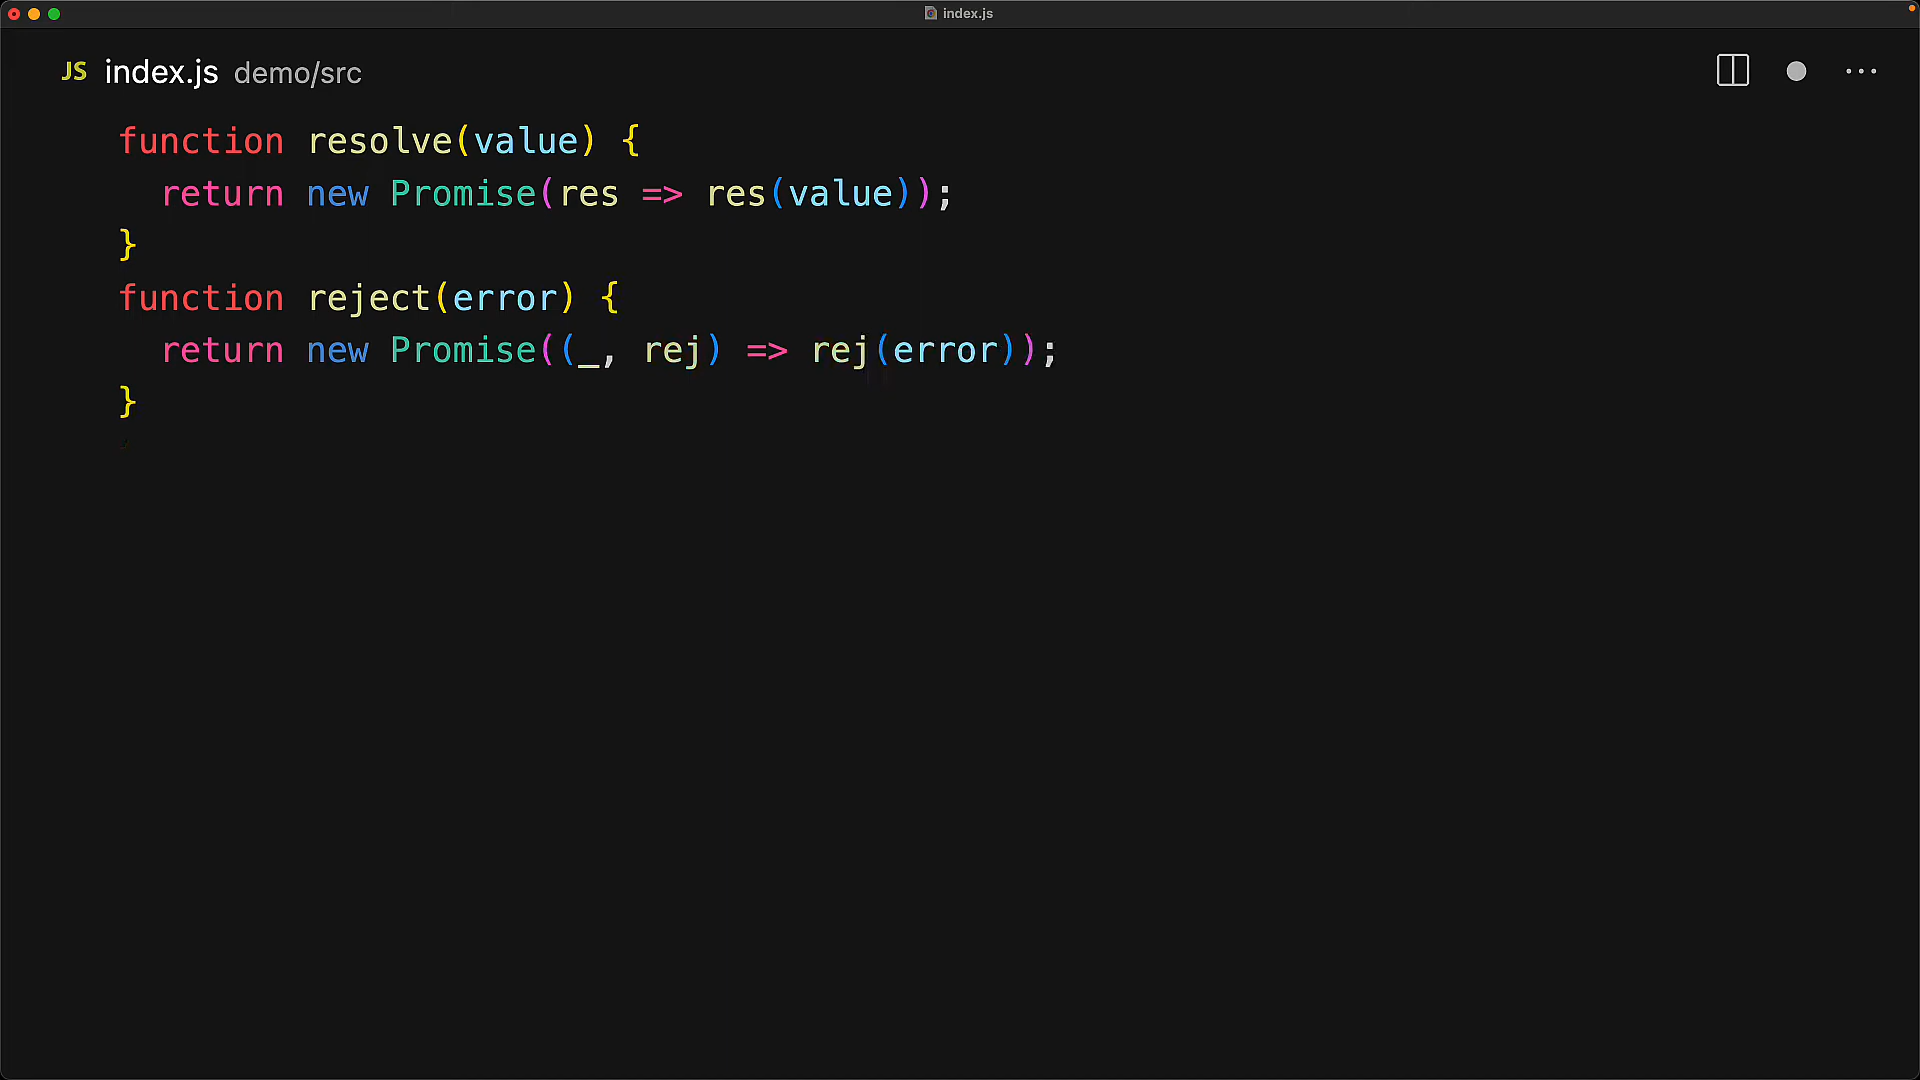 index.js
JS index.js demo/src
function resolve(value) {
  return new Promise(res => res(value));
}
function reject(error) {
  return new Promise((_, rej) => rej(error));
}